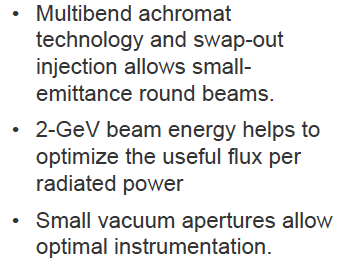 • Multibend achromat
technology and swap-out
injection allows small-
emittance round beams.
• 2-GeV beam energy helps to
optimize the useful flux per
radiated power
• Small vacuum apertures allow
optimal instrumentation.